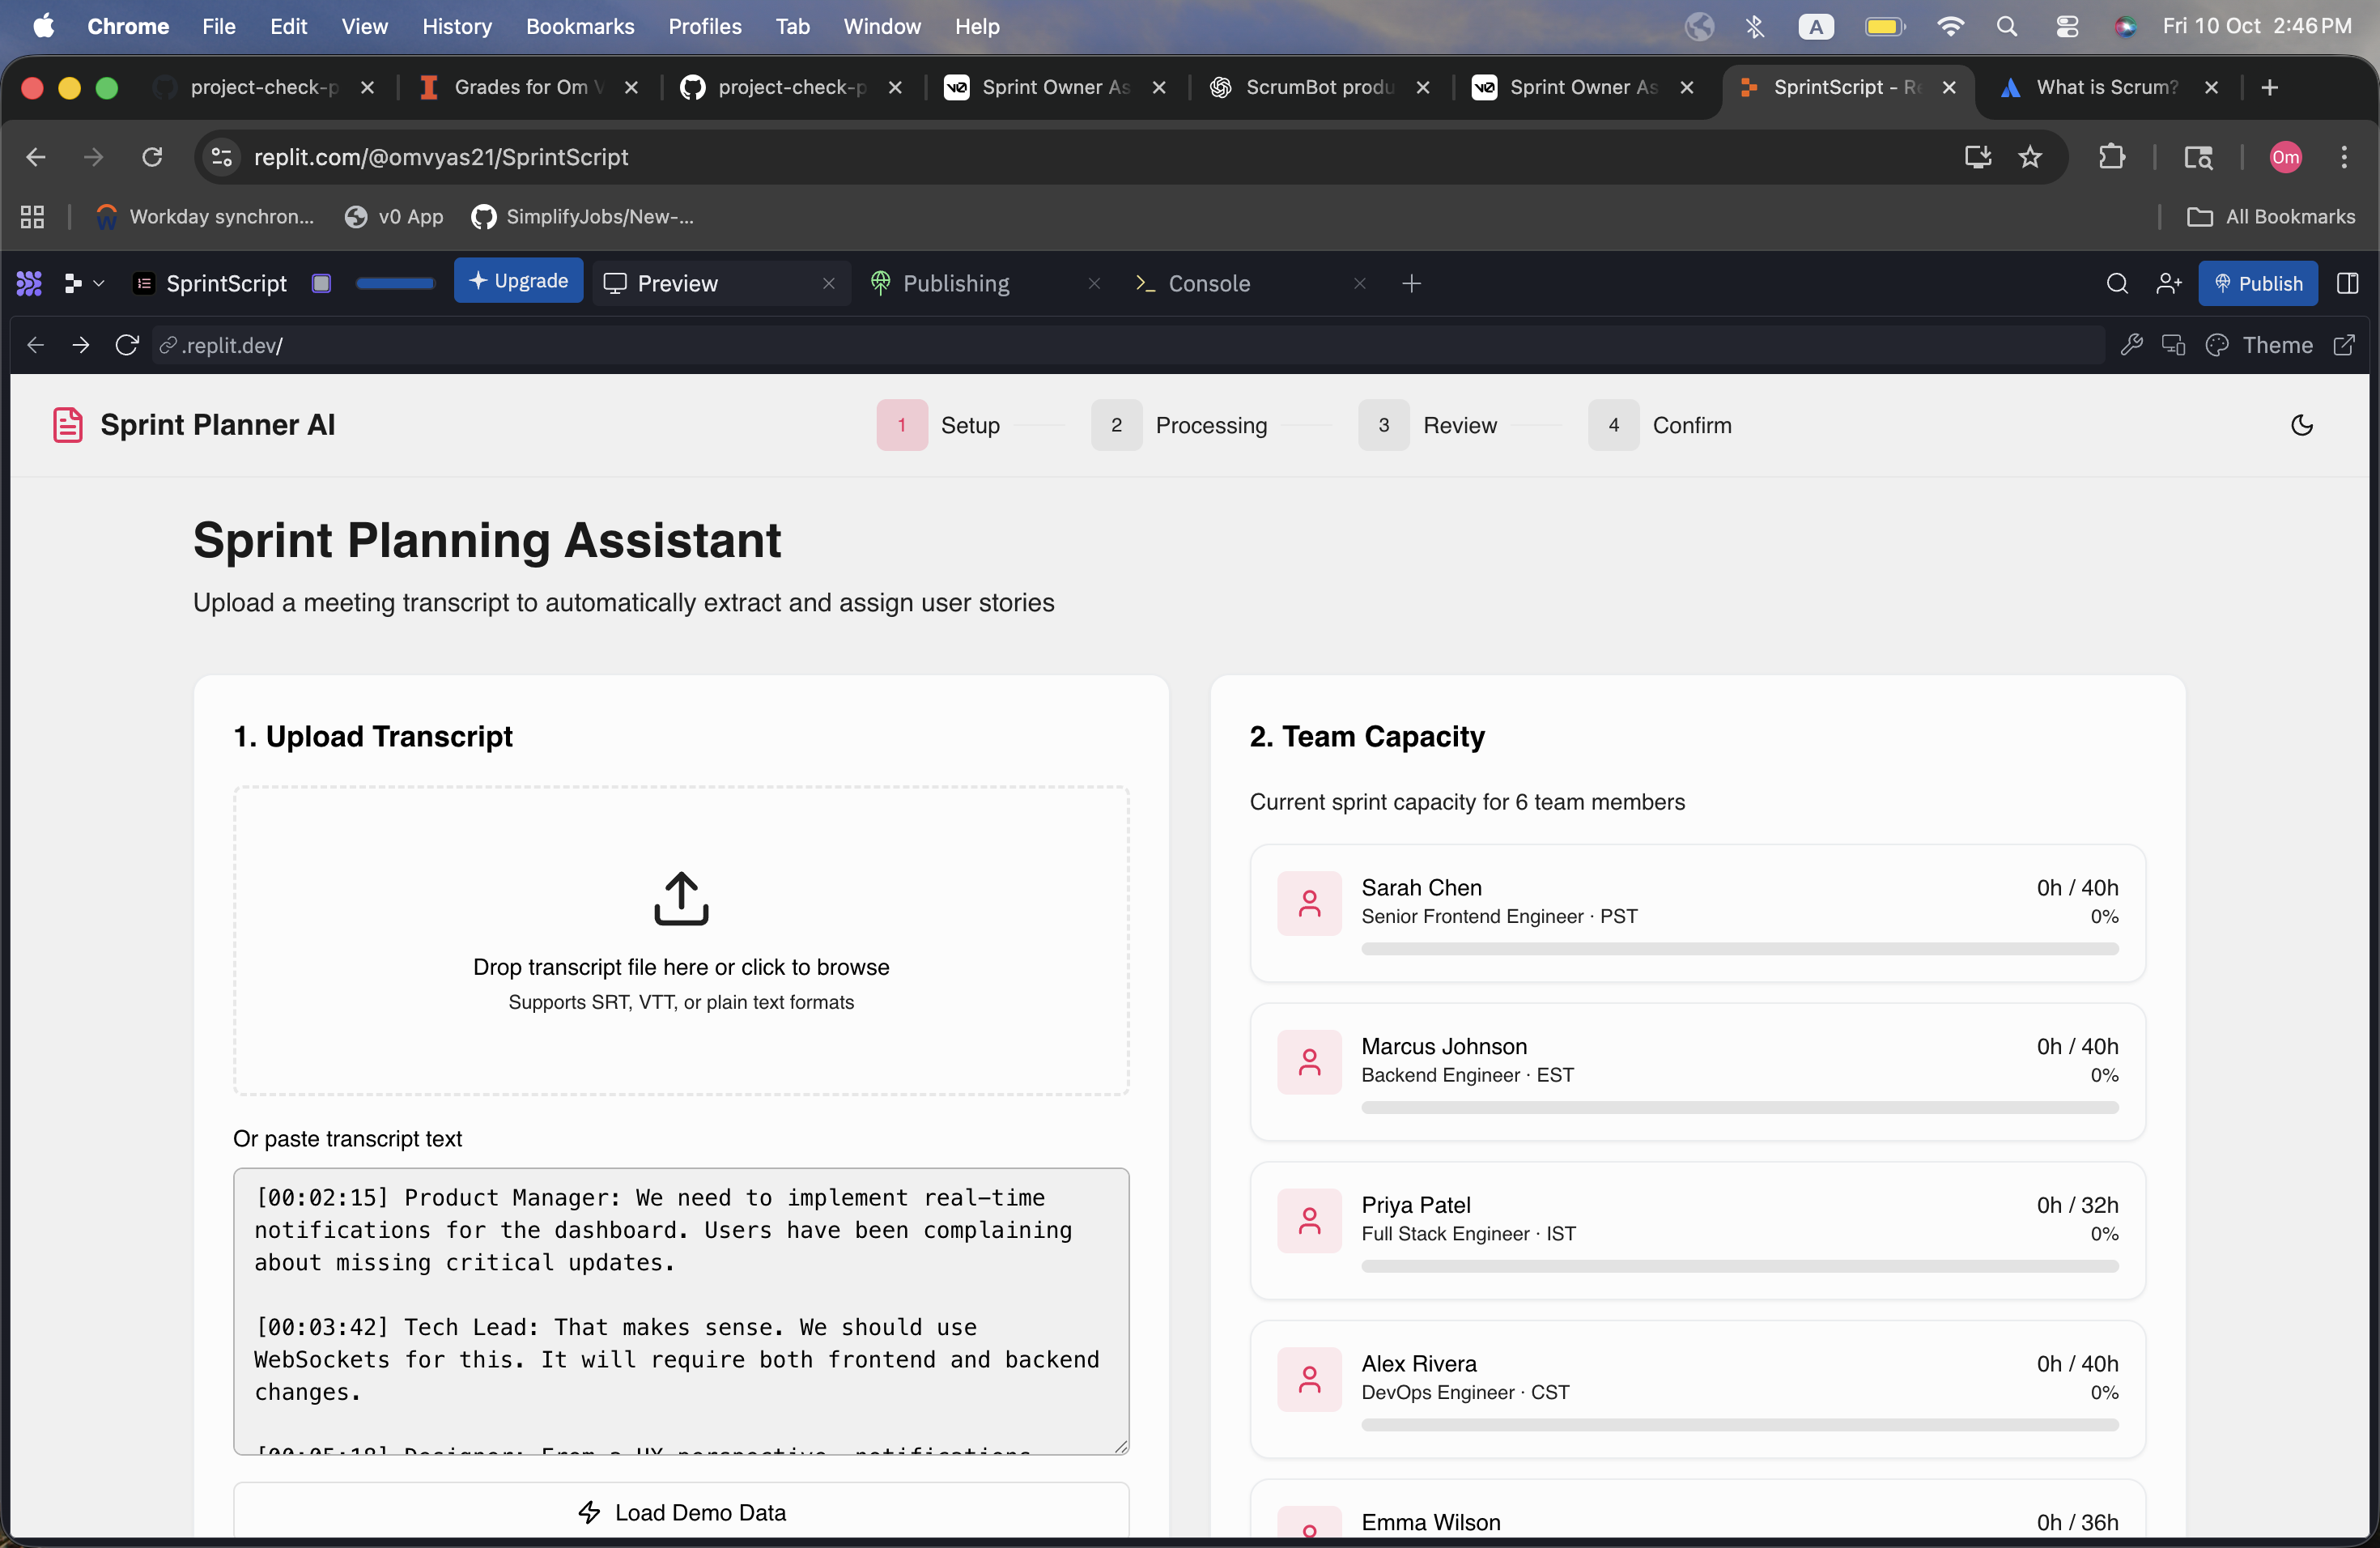 Chrome File Edit View History Bookmarks Profiles Tab Window Help A Fri 10 Oct 2:46 PM
project-check-p Grades for Om V project-check-p Sprint Owner As ScrumBot produ Sprint Owner As SprintScript - Re What is Scrum?
replit.com/@omvyas21/SprintScript Om
Workday synchron... v0 App SimplifyJobs/New-... All Bookmarks
SprintScript Upgrade Preview Publishing Console Publish
.replit.dev/ Theme
Sprint Planner AI 1 Setup 2 Processing 3 Review 4 Confirm
Sprint Planning Assistant
Upload a meeting transcript to automatically extract and assign user stories
1. Upload Transcript
Drop transcript file here or click to browse
Supports SRT, VTT, or plain text formats
Or paste transcript text
[00:02:15] Product Manager: We need to implement real-time
notifications for the dashboard. Users have been complaining
about missing critical updates.
[00:03:42] Tech Lead: That makes sense. We should use
WebSockets for this. It will require both frontend and backend
changes.
[00:05:18] Designer: From a UX perspective, notifications
Load Demo Data
2. Team Capacity
Current sprint capacity for 6 team members
Sarah Chen 0h / 40h
Senior Frontend Engineer · PST 0%
Marcus Johnson 0h / 40h
Backend Engineer · EST 0%
Priya Patel 0h / 32h
Full Stack Engineer · IST 0%
Alex Rivera 0h / 40h
DevOps Engineer · CST 0%
Emma Wilson 0h / 36h